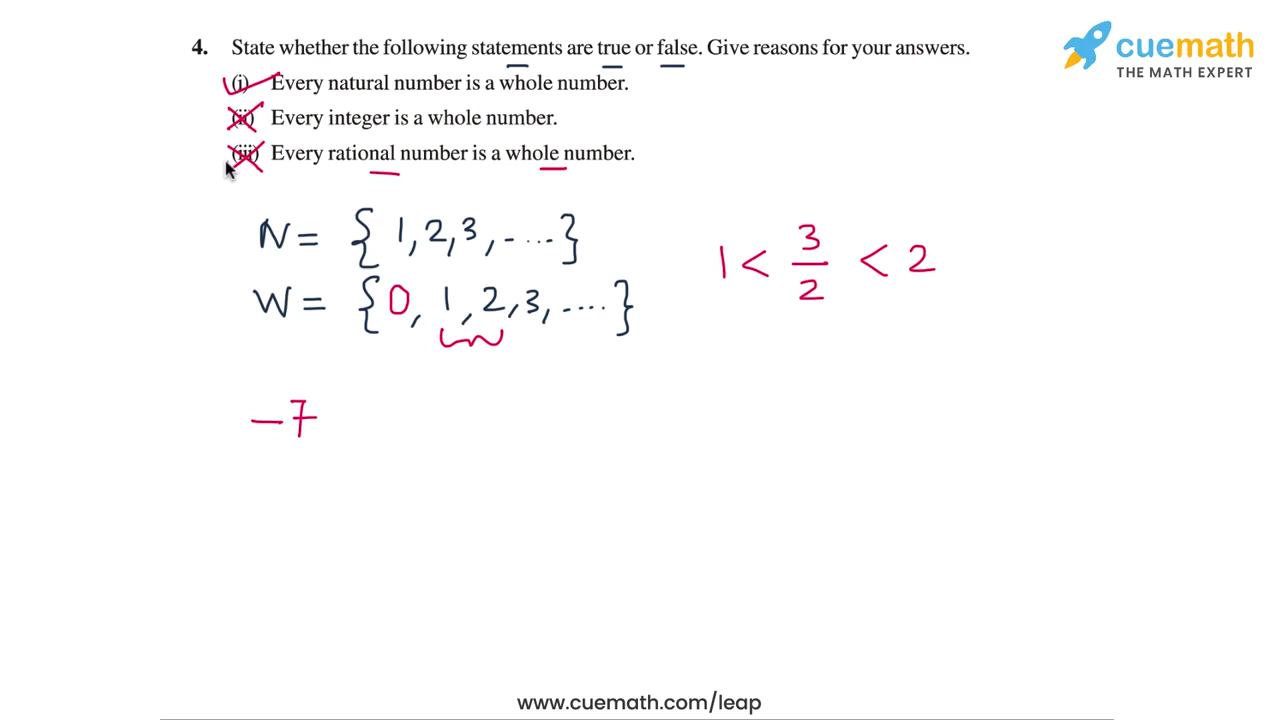 4. State whether the following statements are true or false. Give reasons for your answers.
(i) Every natural number is a whole number.
(ii) Every integer is a whole number.
(iii) Every rational number is a whole number.
cuemath
THE MATH EXPERT
N = { 1, 2, 3, - ... }
W = { 0, 1, 2, 3, .... }
1 < 3/2 < 2
-7
www.cuemath.com/leap